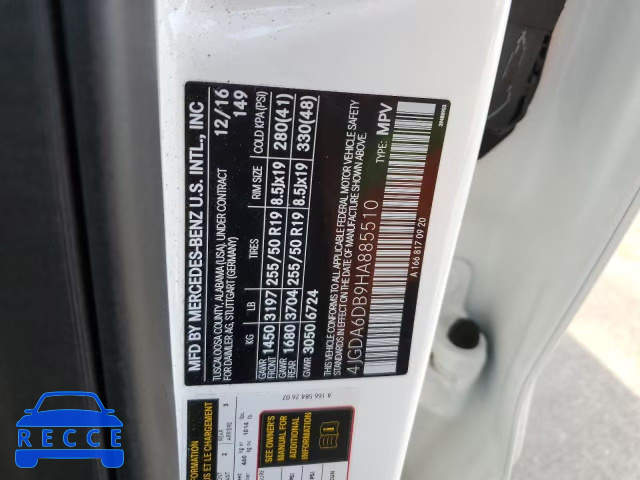 MFD BY MERCEDES-BENZ U.S. INTL., INC
TUSCALOOSA COUNTY, ALABAMA (USA), UNDER CONTRACT
FOR DAIMLER AG, STUTTGART (GERMANY)
12/16
149
KG LB TIRES RIM SIZE COLD KPA (PSI)
GAWR FRONT 1450 3197 255/50 R19 8.5Jx19 280(41)
GAWR REAR 1680 3704 255/50 R19 8.5Jx19 330(48)
GVWR 3050 6724
THIS VEHICLE CONFORMS TO ALL APPLICABLE FEDERAL MOTOR VEHICLE SAFETY
STANDARDS IN EFFECT ON THE DATE OF MANUFACTURE SHOWN ABOVE.
4JGDA6DB9HA885510 TYPE: MPV
A 166 817 09 20
A 166 584 26 07
SEE OWNER'S
MANUAL FOR
ADDITIONAL
INFORMATION
RECCE